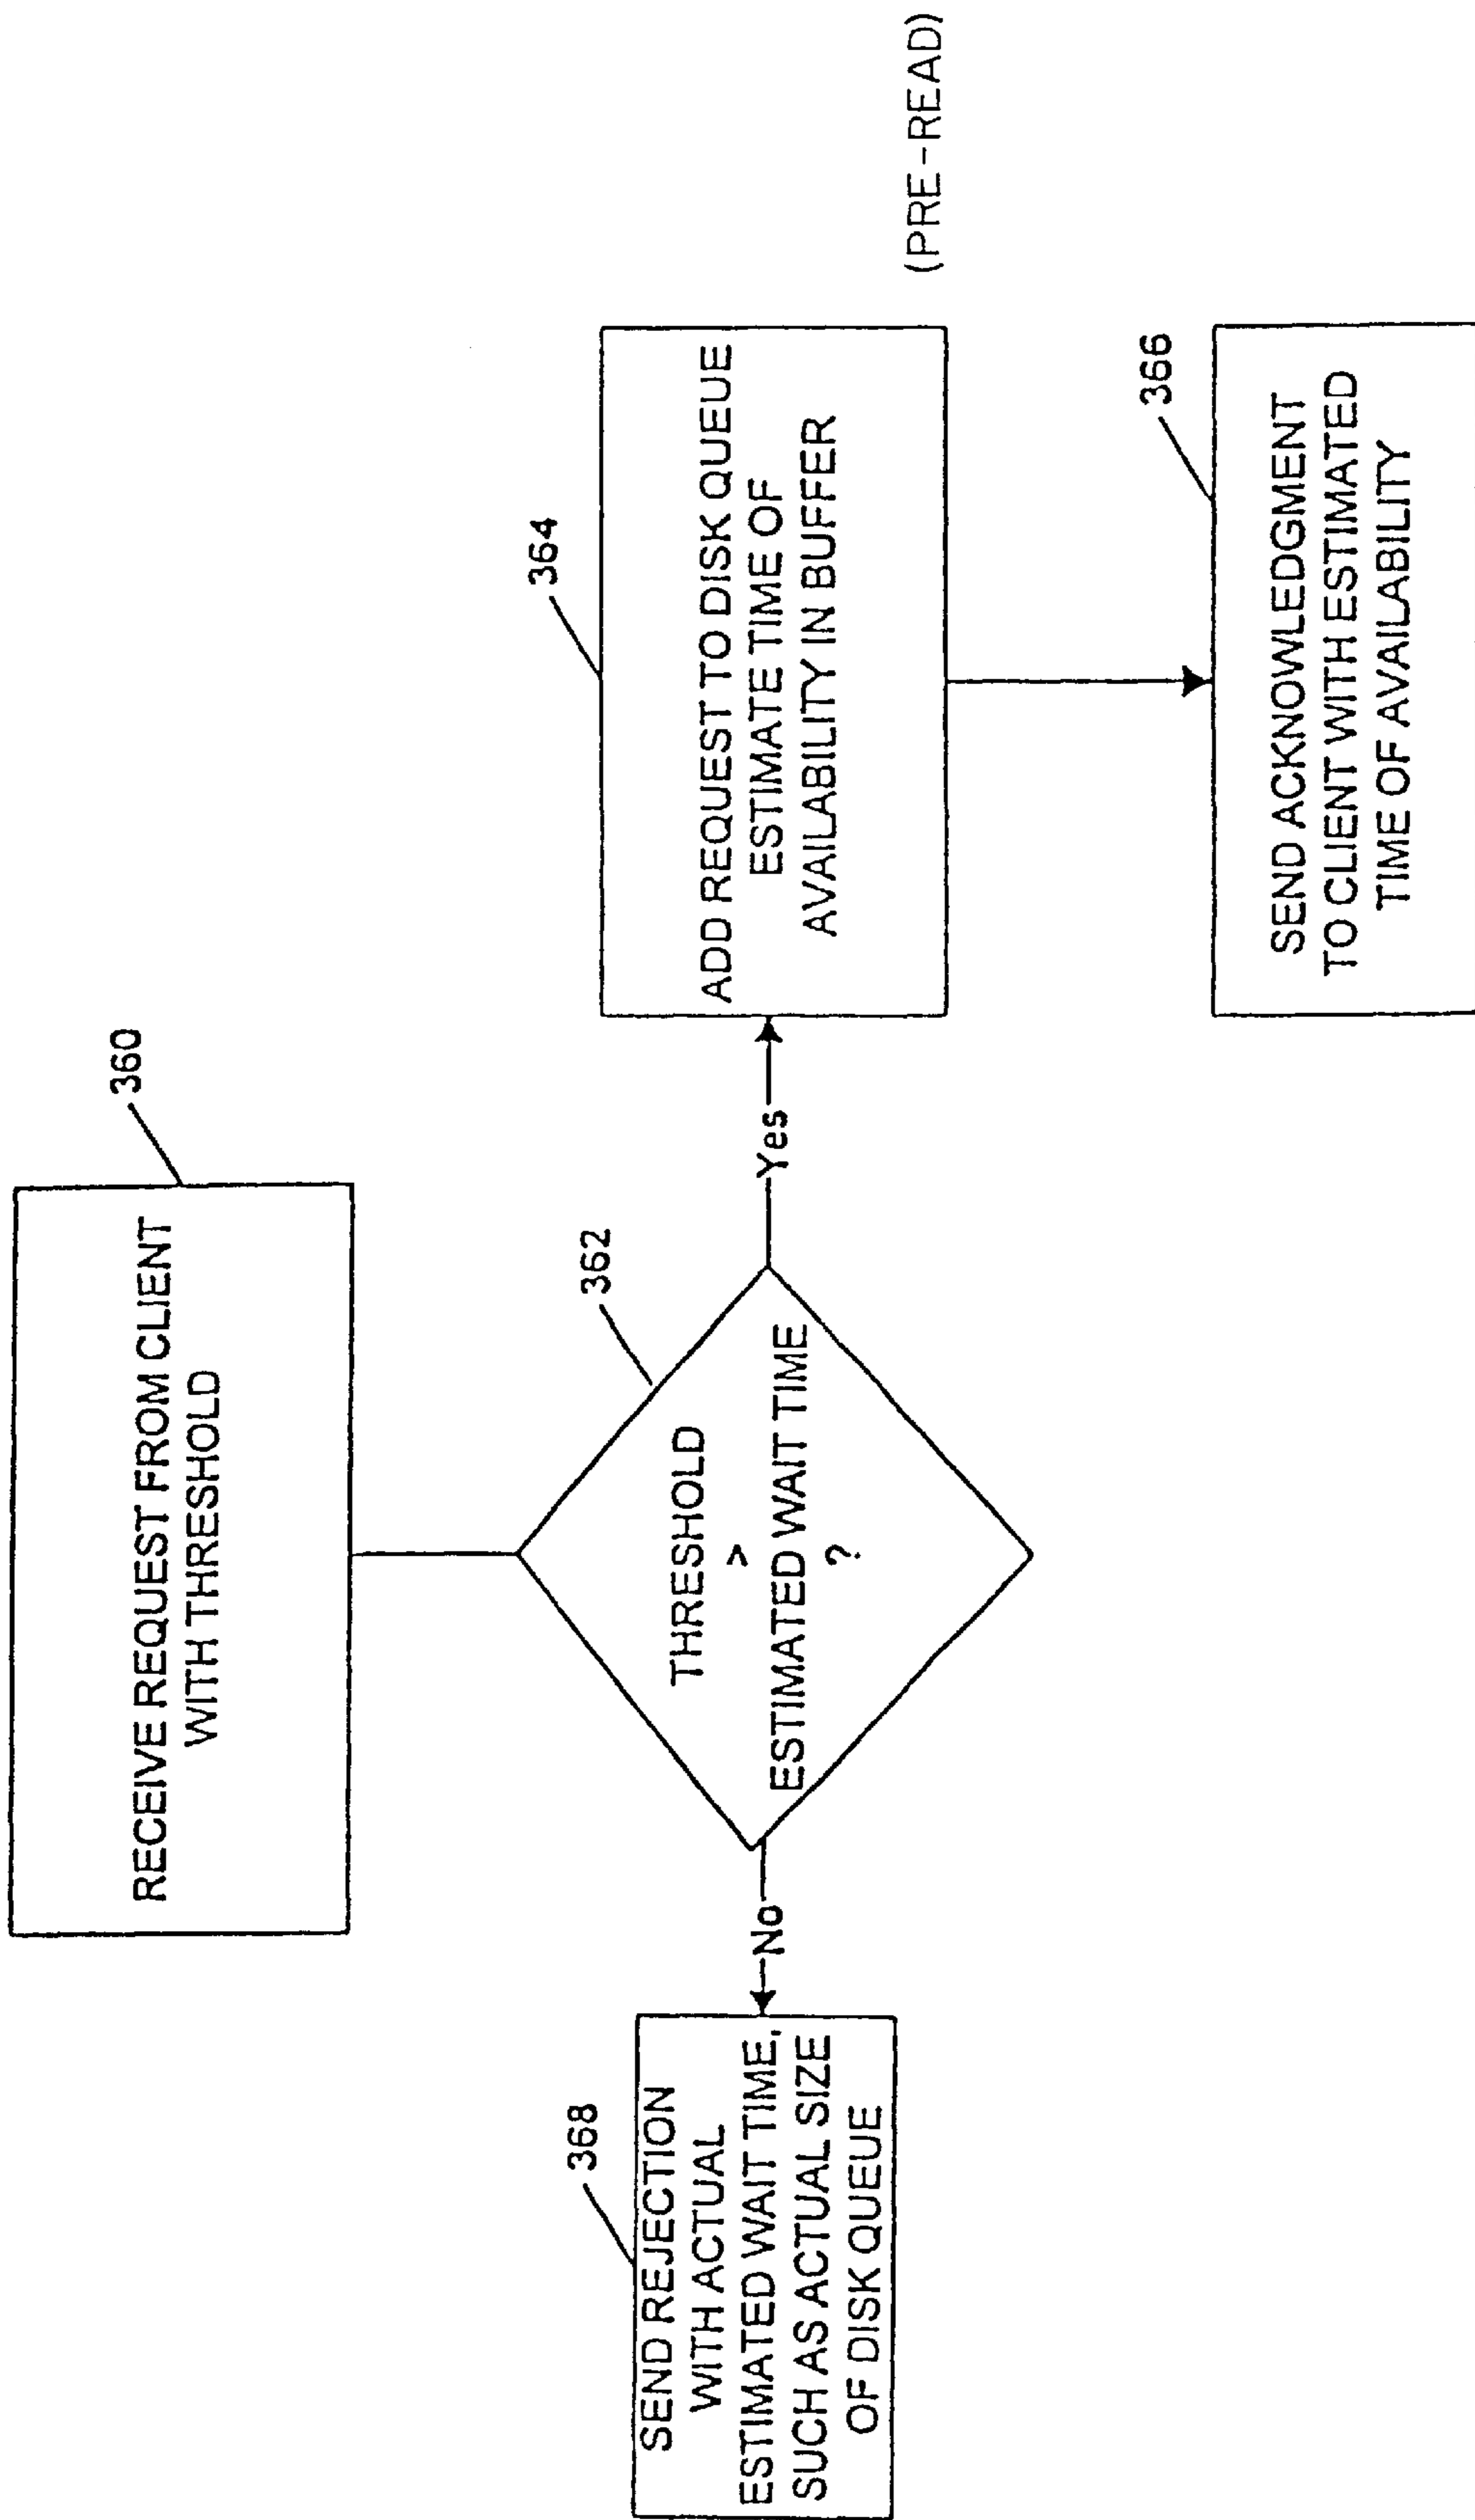 360
RECEIVE REQUEST FROM CLIENT
WITH THRESHOLD
362
THRESHOLD
>
ESTIMATED WAIT TIME
?
No
Yes
368
SEND REJECTION
WITH ACTUAL
ESTIMATED WAIT TIME,
SUCH AS ACTUAL SIZE
OF DISK QUEUE
364
ADD REQUEST TO DISK QUEUE
ESTIMATE TIME OF
AVAILABILITY IN BUFFER
(PRE-READ)
366
SEND ACKNOWLEDGMENT
TO CLIENT WITH ESTIMATED
TIME OF AVAILABILITY